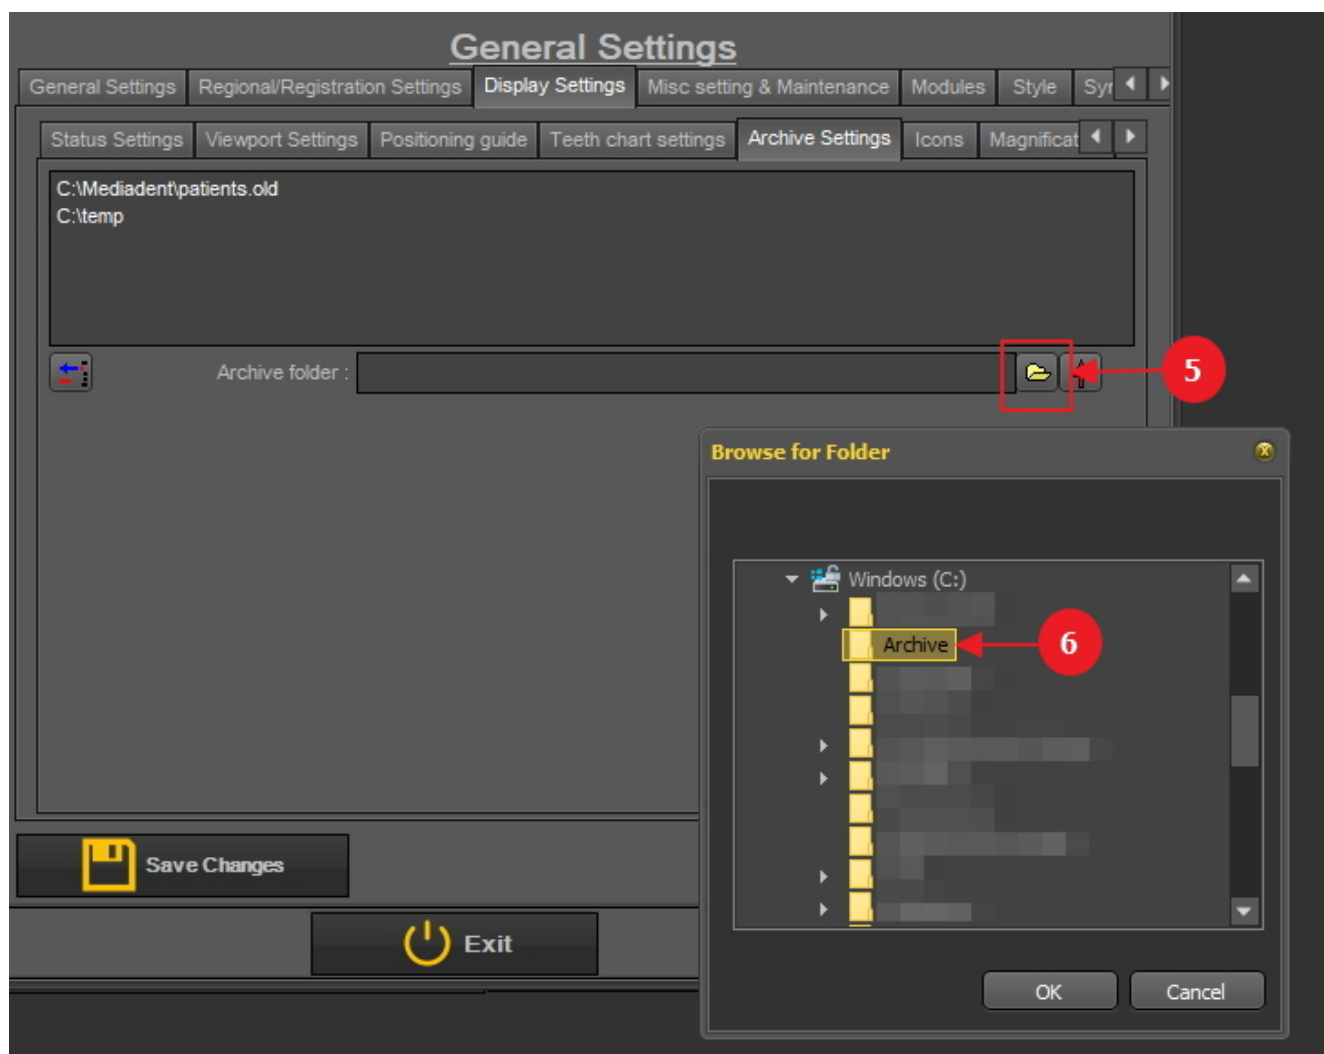 General Settings
General Settings Regional/Registration Settings Display Settings Misc setting & Maintenance Modules Style Syr
Status Settings Viewport Settings Positioning guide Teeth chart settings Archive Settings Icons Magnificat
C:\Mediadent\patients.old
C:\temp
Archive folder :
5
Browse for Folder
Windows (C:)
Archive
6
Save Changes
Exit
OK Cancel